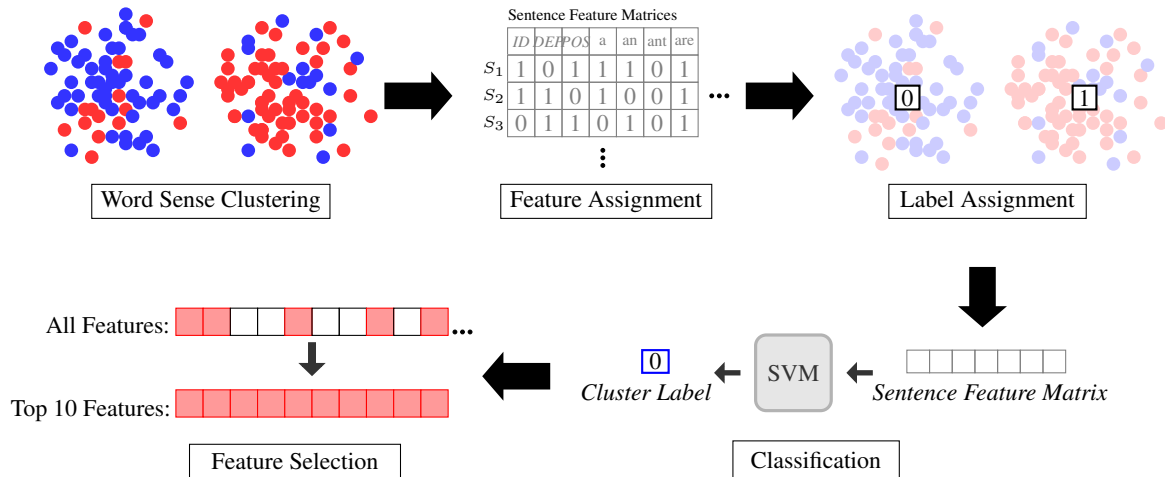 Sentence Feature Matrices
ID DEP POS a an ant are
S1 1 0 1 1 1 0 1
S2 1 1 0 1 0 0 1 ...
S3 0 1 1 0 1 0 1
0 1
Word Sense Clustering Feature Assignment Label Assignment
All Features: ...
0 SVM
Cluster Label Sentence Feature Matrix
Top 10 Features:
Feature Selection Classification